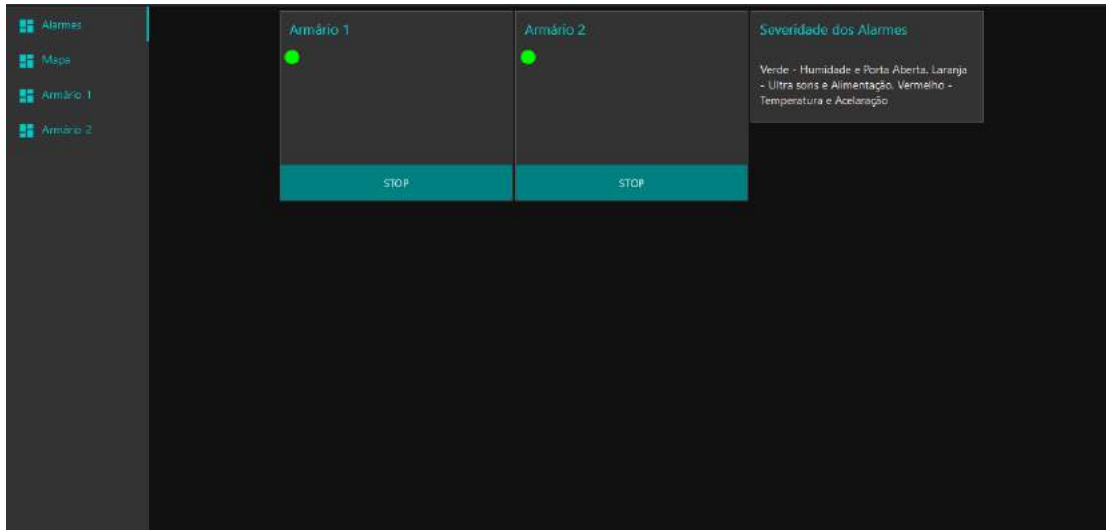 Alarmes
Mapa
Armário 1
Armário 2
Armário 1
STOP
Armário 2
STOP
Severidade dos Alarmes
Verde - Humidade e Porta Aberta. Laranja
- Ultra sons e Alimentação. Vermelho -
Temperatura e Acelaração